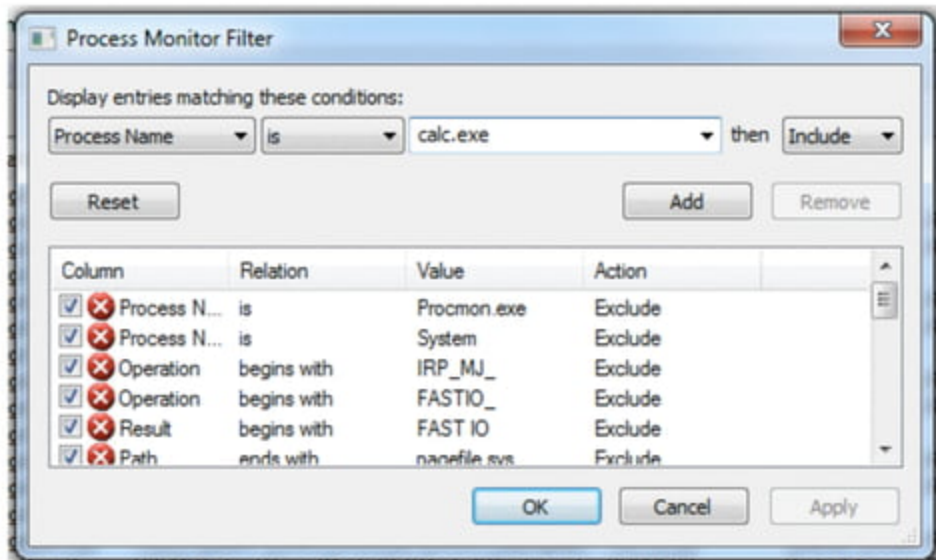 Process Monitor Filter
Display entries matching these conditions:
Process Name is calc.exe then Include
Reset Add Remove
Column Relation Value Action
Process N... is Procmon.exe Exclude
Process N... is System Exclude
Operation begins with IRP_MJ_ Exclude
Operation begins with FASTIO_ Exclude
Result begins with FAST IO Exclude
Path ends with pagefile.sys Exclude
OK Cancel Apply